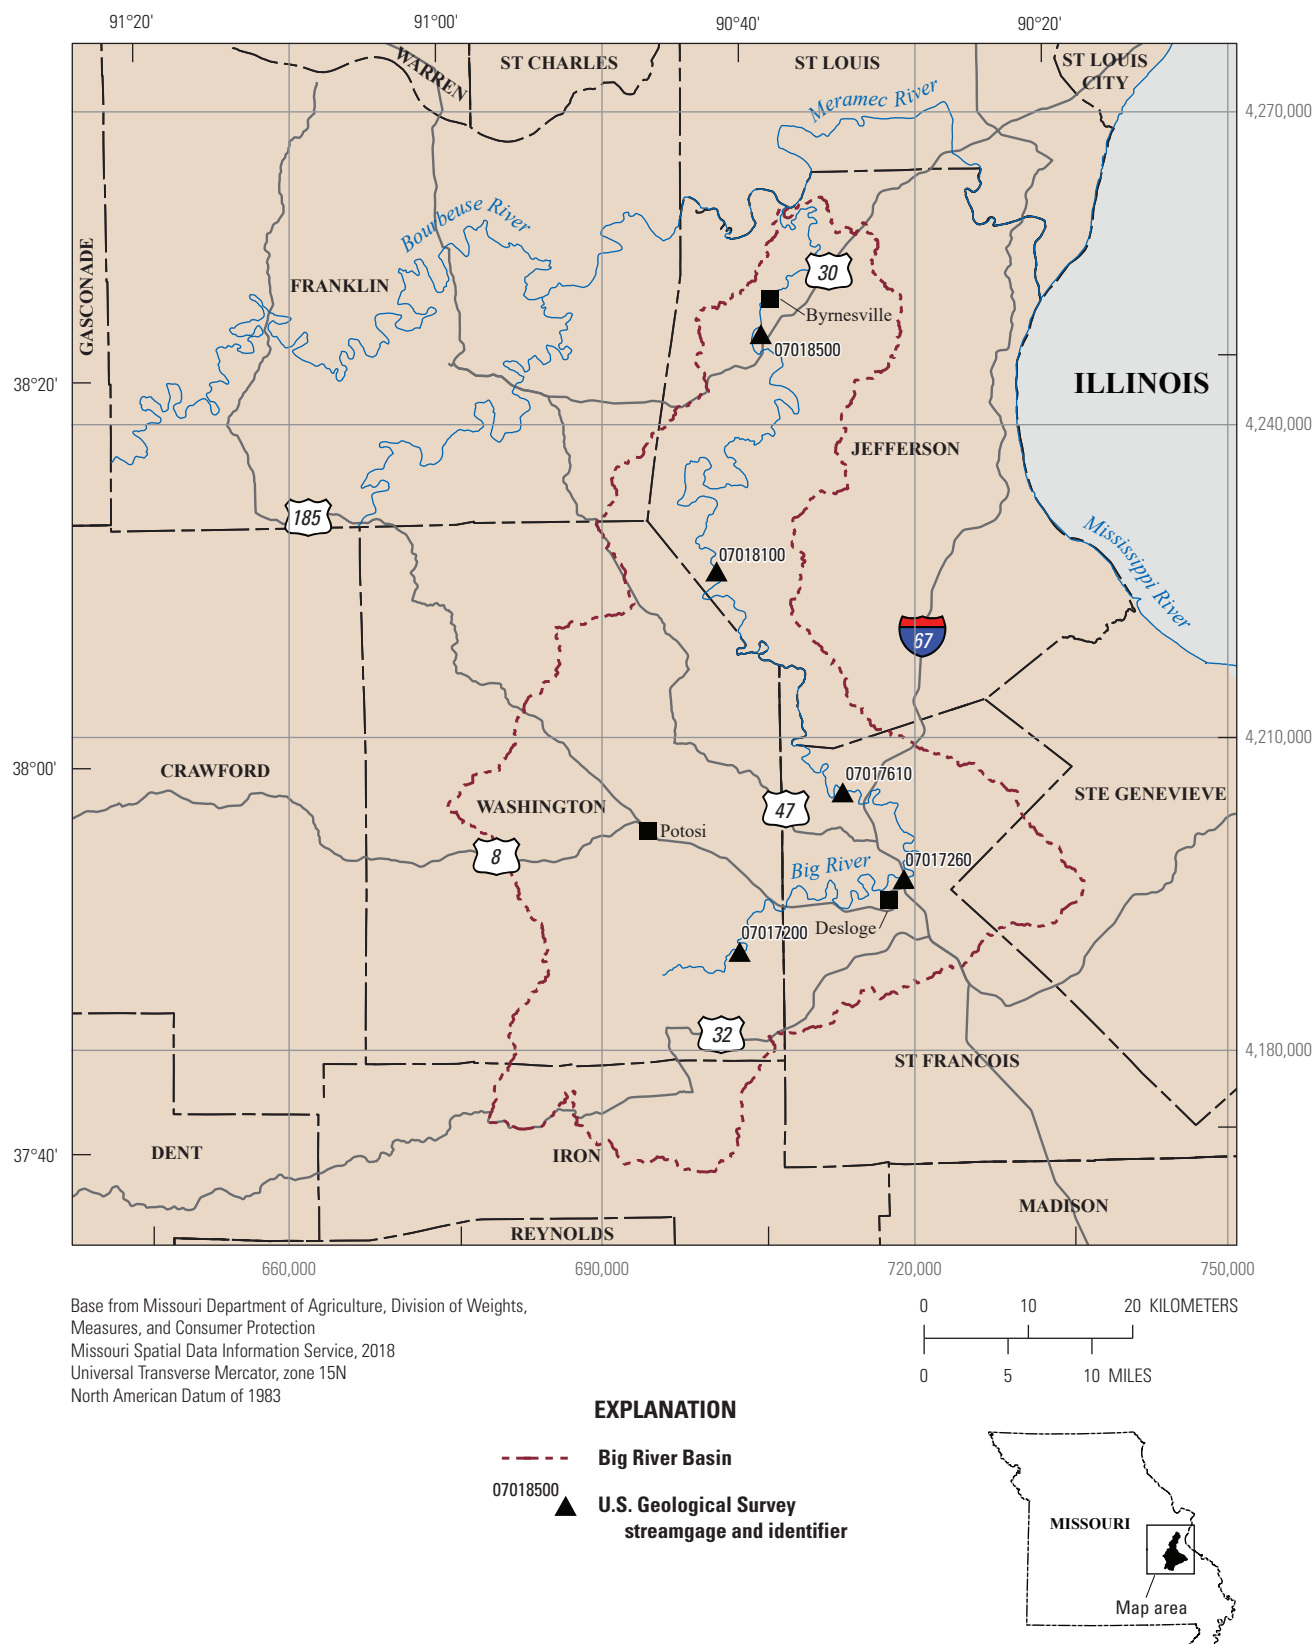 91°20'
91°00'
90°40'
90°20'
WARREN
ST CHARLES
ST LOUIS
ST LOUIS
CITY
Meramec River
4,270,000
Bourbeuse River
GASCONADE
FRANKLIN
30
Byrnesville
07018500
38°20'
ILLINOIS
4,240,000
JEFFERSON
185
Mississippi River
07018100
67
4,210,000
38°00'
CRAWFORD
07017610
WASHINGTON
47
STE GENEVIEVE
Potosi
8
Big River
07017260
Desloge
07017200
32
ST FRANCOIS
4,180,000
37°40'
DENT
IRON
MADISON
REYNOLDS
660,000
690,000
720,000
750,000
Base from Missouri Department of Agriculture, Division of Weights,
Measures, and Consumer Protection
Missouri Spatial Data Information Service, 2018
Universal Transverse Mercator, zone 15N
North American Datum of 1983
0 10 20 KILOMETERS
0 5 10 MILES
EXPLANATION
Big River Basin
07018500
U.S. Geological Survey
streamgage and identifier
MISSOURI
Map area